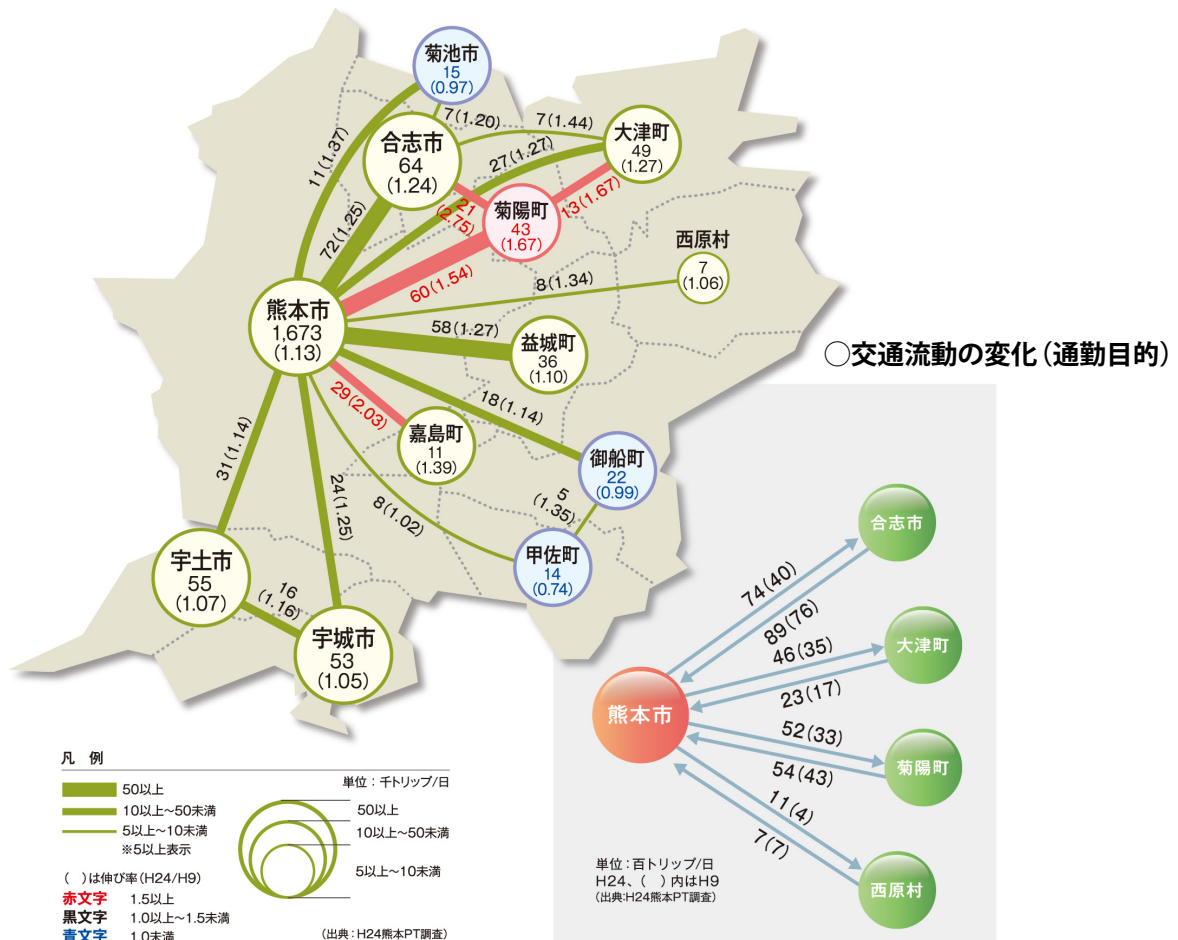 菊池市
15
(0.97)
11(1.37)
7(1.20)
7(1.44)
合志市
64
(1.24)
大津町
49
(1.27)
27(1.27)
21
(2.75)
13(1.67)
菊陽町
43
(1.67)
72(1.25)
60(1.54)
西原村
7
(1.06)
8(1.34)
熊本市
1,673
(1.13)
58(1.27)
益城町
36
(1.10)
18(1.14)
29(2.03)
嘉島町
11
(1.39)
御船町
22
(0.99)
31(1.14)
24(1.25)
8(1.02)
5
(1.35)
甲佐町
14
(0.74)
宇土市
55
(1.07)
16
(1.16)
宇城市
53
(1.05)
凡 例
50以上
10以上～50未満
5以上～10未満
※5以上表示
単位：千トリップ/日
50以上
10以上～50未満
5以上～10未満
( )は伸び率(H24/H9)
赤文字 1.5以上
黒文字 1.0以上～1.5未満
青文字 1.0未満
(出典：H24熊本PT調査)
○交通流動の変化(通勤目的)
合志市
74(40)
89(76)
大津町
46(35)
23(17)
熊本市
52(33)
54(43)
菊陽町
11(4)
7(7)
西原村
単位：百トリップ/日
H24、( )内はH9
(出典:H24熊本PT調査)